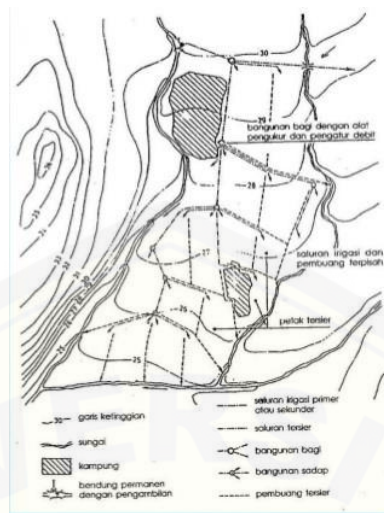 30
29
bangunan bagi dengan alat
pengukur dan pengatur debit
28
saluran irigasi dan
pembuang terpisah
27
26
petak tersier
25
30 garis ketinggian
sungai
kampung
bendung permanen
dengan pengambilan
saluran irigasi primer
atau sekunder
saluran tersier
bangunan bagi
bangunan sadap
pembuang tersier